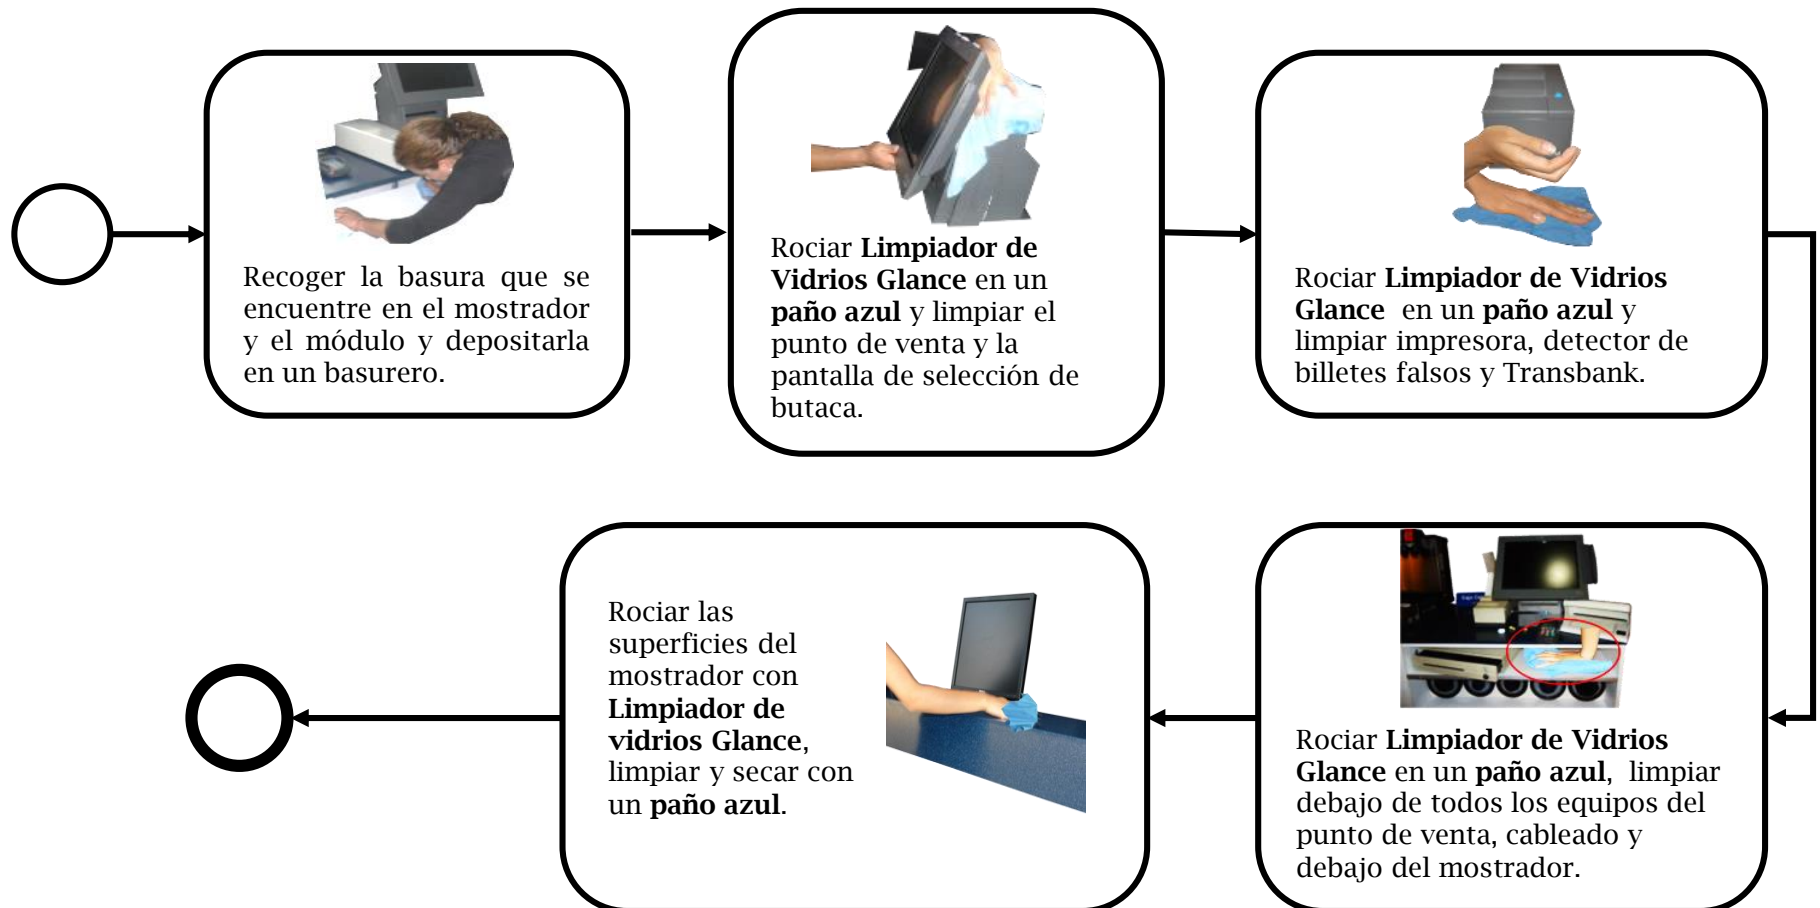 Recoger la basura que se
encuentre en el mostrador
y el módulo y depositarla
en un basurero.
Rociar Limpiador de
Vidrios Glance en un
paño azul y limpiar el
punto de venta y la
pantalla de selección de
butaca.
Rociar Limpiador de Vidrios
Glance en un paño azul y
limpiar impresora, detector de
billetes falsos y Transbank.
Rociar Limpiador de Vidrios
Glance en un paño azul, limpiar
debajo de todos los equipos del
punto de venta, cableado y
debajo del mostrador.
Rociar las
superficies del
mostrador con
Limpiador de
vidrios Glance,
limpiar y secar con
un paño azul.